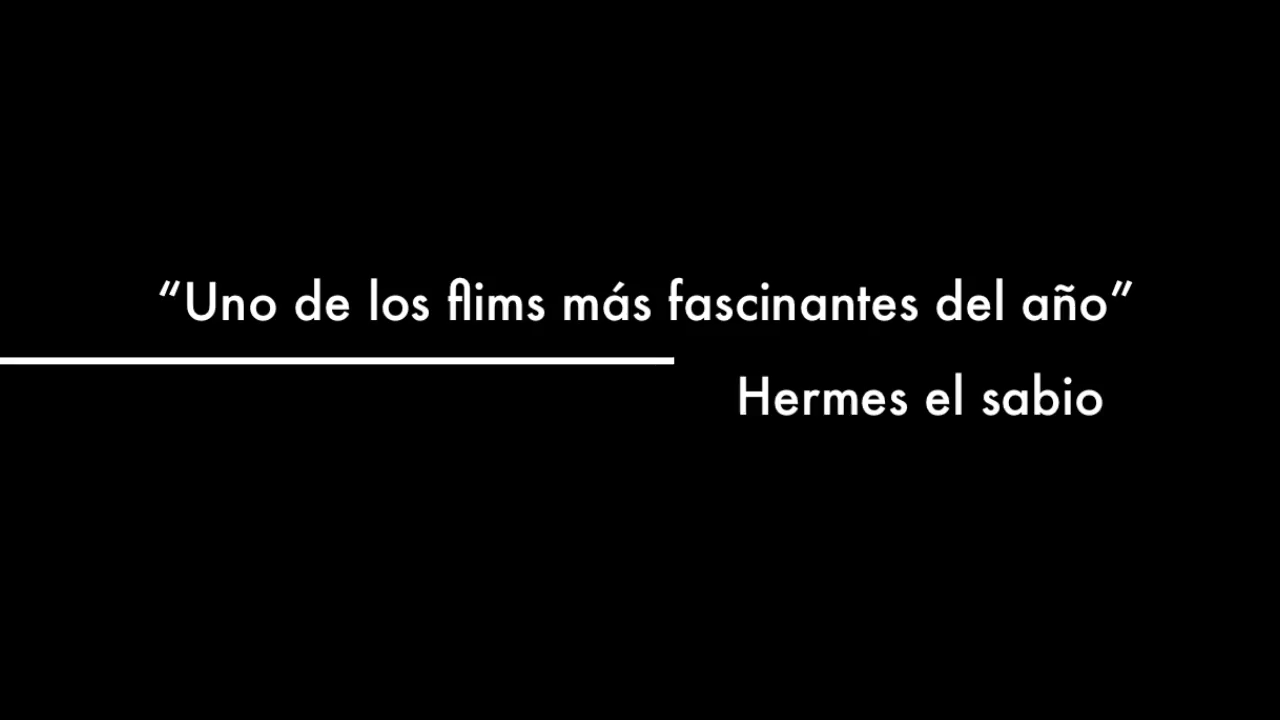 “Uno de los flims más fascinantes del año”
Hermes el sabio